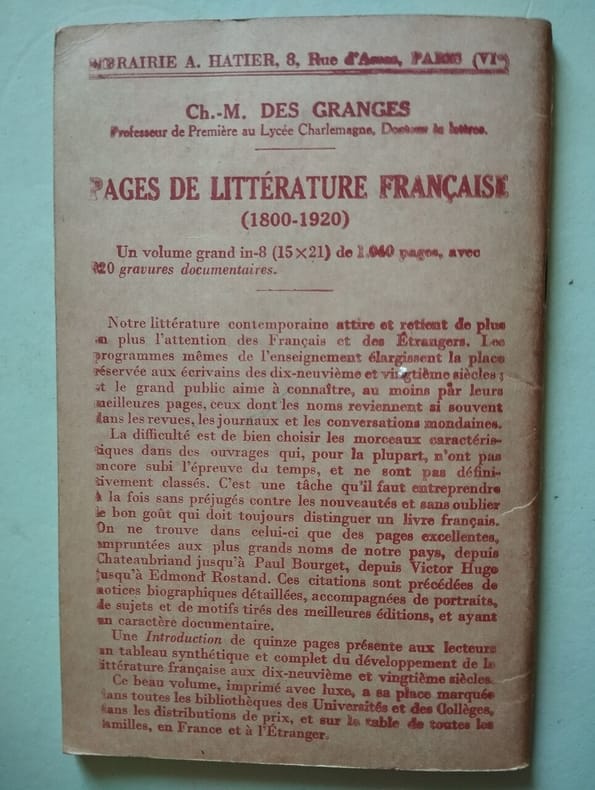 LIBRAIRIE A. HATIER, 8, Rue d'Assas, PARIS (VIe)
Ch.-M. DES GRANGES
Professeur de Première au Lycée Charlemagne, Docteur ès lettres.
PAGES DE LITTÉRATURE FRANÇAISE
(1800-1920)
Un volume grand in-8 (15×21) de pages, avec
gravures documentaires.
Notre littérature contemporaine attire et retient de plus
en plus l'attention des Français et des Étrangers. Les
programmes mêmes de l'enseignement élargissent la place
réservée aux écrivains des dix-neuvième et vingtième siècles ;
et le grand public aime à connaître, au moins par leurs
meilleures pages, ceux dont les noms reviennent si souvent
dans les revues, les journaux et les conversations mondaines.
La difficulté est de bien choisir les morceaux caractéris-
tiques dans des ouvrages qui, pour la plupart, n'ont pas
encore subi l'épreuve du temps, et ne sont pas défini-
tivement classés. C'est une tâche qu'il faut entreprendre
à la fois sans préjugés contre les nouveautés et sans oublier
le bon goût qui doit toujours distinguer un livre français.
On ne trouve dans celui-ci que des pages excellentes,
empruntées aux plus grands noms de notre pays, depuis
Chateaubriand jusqu'à Paul Bourget, depuis Victor Hugo
jusqu'à Edmond Rostand. Ces citations sont précédées de
notices biographiques détaillées, accompagnées de portraits,
de sujets et de motifs tirés des meilleures éditions, et ayant
un caractère documentaire.
Une Introduction de quinze pages présente aux lecteurs
un tableau synthétique et complet du développement de la
littérature française aux dix-neuvième et vingtième siècles.
Ce beau volume, imprimé avec luxe, a sa place marquée
dans toutes les bibliothèques des Universités et des Collèges,
dans les distributions de prix, et sur la table de toutes les
familles, en France et à l'Étranger.